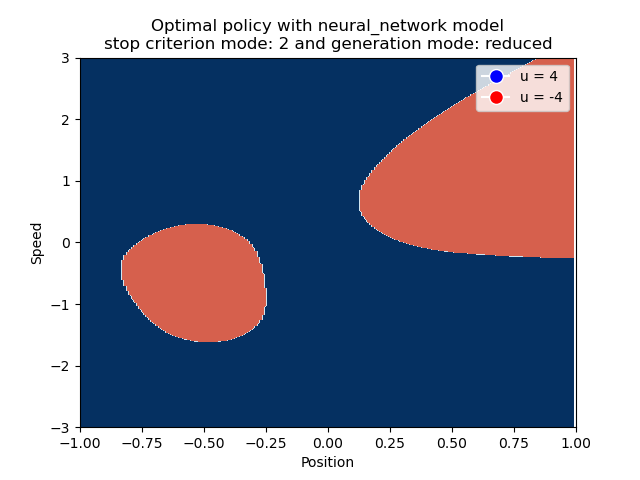 Optimal policy with neural_network model
stop criterion mode: 2 and generation mode: reduced
u = 4
u = -4
3
2
1
0
−1
−2
−3
Speed
−1.00
−0.75
−0.50
−0.25
0.00
0.25
0.50
0.75
1.00
Position